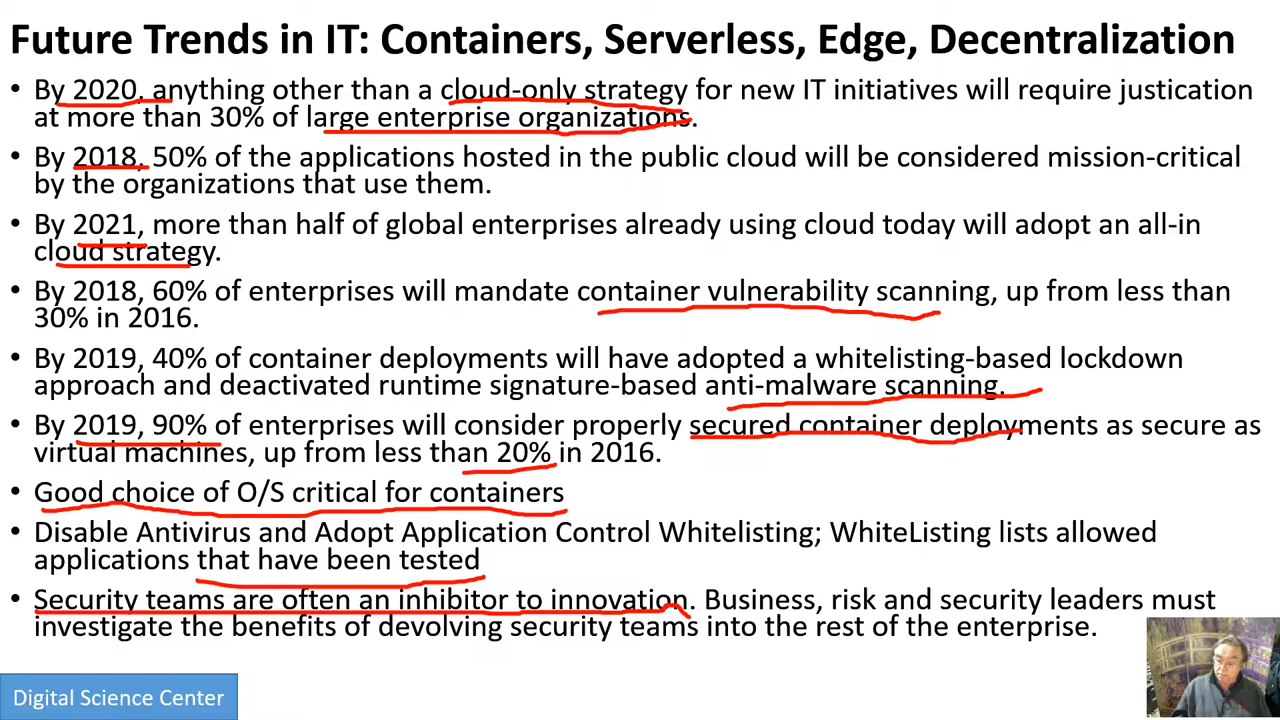 Future Trends in IT: Containers, Serverless, Edge, Decentralization
• By 2020, anything other than a cloud-only strategy for new IT initiatives will require justication
at more than 30% of large enterprise organizations.
• By 2018, 50% of the applications hosted in the public cloud will be considered mission-critical
by the organizations that use them.
• By 2021, more than half of global enterprises already using cloud today will adopt an all-in
cloud strategy.
• By 2018, 60% of enterprises will mandate container vulnerability scanning, up from less than
30% in 2016.
• By 2019, 40% of container deployments will have adopted a whitelisting-based lockdown
approach and deactivated runtime signature-based anti-malware scanning.
• By 2019, 90% of enterprises will consider properly secured container deployments as secure as
virtual machines, up from less than 20% in 2016.
• Good choice of O/S critical for containers
• Disable Antivirus and Adopt Application Control Whitelisting; WhiteListing lists allowed
applications that have been tested
• Security teams are often an inhibitor to innovation. Business, risk and security leaders must
investigate the benefits of devolving security teams into the rest of the enterprise.
Digital Science Center